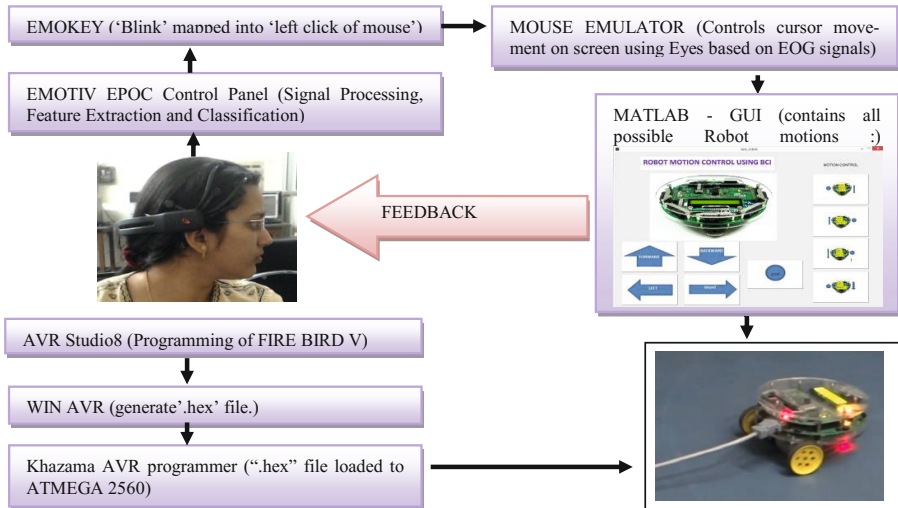 EMOKEY (‘Blink’ mapped into ‘left click of mouse’)
MOUSE EMULATOR (Controls cursor move-
ment on screen using Eyes based on EOG signals)
EMOTIV EPOC Control Panel (Signal Processing,
Feature Extraction and Classification)
MATLAB - GUI (contains all
possible Robot motions :)
ROBOT MOTION CONTROL USING BCI
MOTION CONTROL
FORWARD
BACKWARD
LEFT
RIGHT
FEEDBACK
AVR Studio8 (Programming of FIRE BIRD V)
WIN AVR (generate’.hex’ file.)
Khazama AVR programmer (“.hex” file loaded to
ATMEGA 2560)